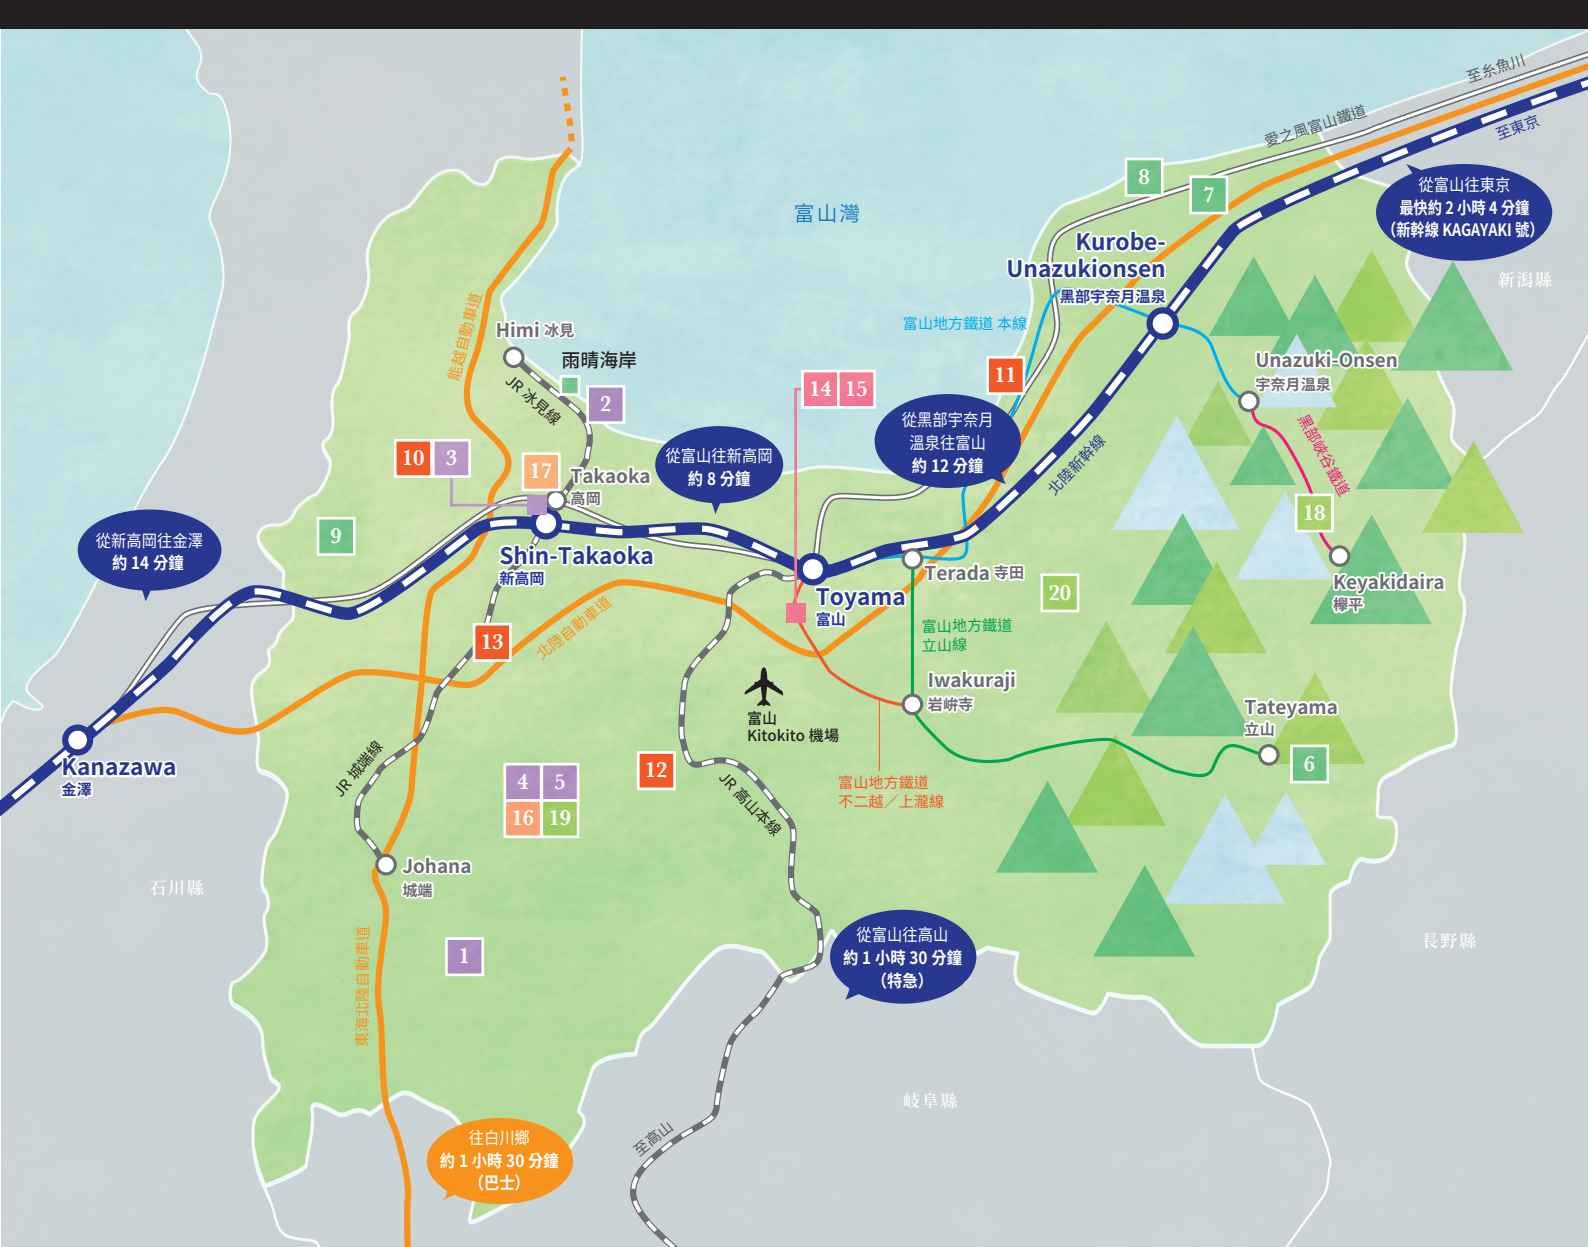 至糸魚川
愛之風富山鐵道
至東京
8
7
從富山往東京
最快約 2 小時 4 分鐘
（新幹線 KAGAYAKI 號）
富山灣
Kurobe-
Unazukionsen
黑部宇奈月温泉
新潟縣
能越自動車道
Himi 冰見
富山地方鐵道 本線
雨晴海岸
Unazuki-Onsen
宇奈月温泉
JR 冰見線
2
14
15
11
從黑部宇奈月
溫泉往富山
約 12 分鐘
黑部峽谷鐵道
北陸新幹線
10
3
17
Takaoka
高岡
從富山往新高岡
約 8 分鐘
18
9
從新高岡往金澤
約 14 分鐘
Shin-Takaoka
新高岡
Terada 寺田
Keyakidaira
欅平
20
Toyama
富山
富山地方鐵道
立山線
13
北陸自動車道
Iwakuraji
岩峅寺
富山
Kitokito 機場
Tateyama
立山
6
Kanazawa
金澤
JR 城端線
12
JR 高山本線
富山地方鐵道
不二越／上瀧線
4
5
16
19
Johana
城端
石川縣
長野縣
1
東海北陸自動車道
從富山往高山
約 1 小時 30 分鐘
（特急）
岐阜縣
至高山
往白川鄉
約 1 小時 30 分鐘
（巴士）